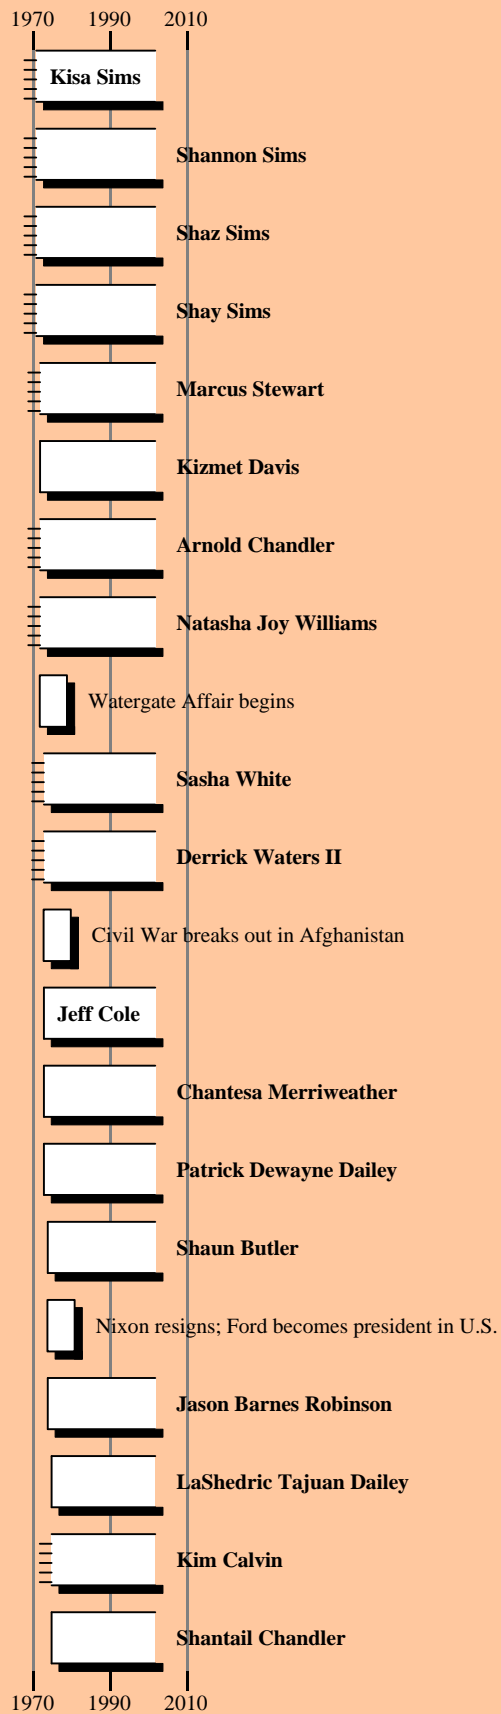 1970 1990 2010
Kisa Sims
Shannon Sims
Shaz Sims
Shay Sims
Marcus Stewart
Kizmet Davis
Arnold Chandler
Natasha Joy Williams
Watergate Affair begins
Sasha White
Derrick Waters II
Civil War breaks out in Afghanistan
Jeff Cole
Chantesa Merriweather
Patrick Dewayne Dailey
Shaun Butler
Nixon resigns; Ford becomes president in U.S.
Jason Barnes Robinson
LaShedric Tajuan Dailey
Kim Calvin
Shantail Chandler
1970 1990 2010